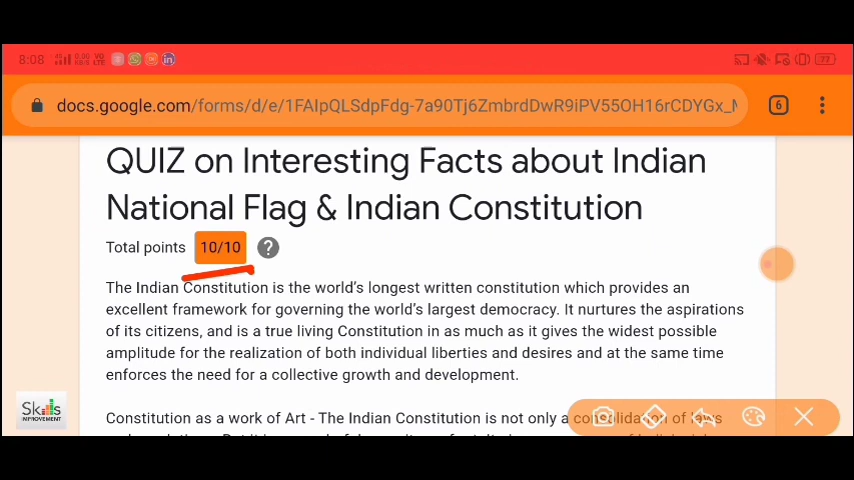 8:08
docs.google.com/forms/d/e/1FAIpQLSdpFdg-7a90Tj6ZmbrdDwR9iPV55OH16rCDYGx_
6
QUIZ on Interesting Facts about Indian
National Flag & Indian Constitution
Total points 10/10 ?
The Indian Constitution is the world's longest written constitution which provides an
excellent framework for governing the world's largest democracy. It nurtures the aspirations
of its citizens, and is a true living Constitution in as much as it gives the widest possible
amplitude for the realization of both individual liberties and desires and at the same time
enforces the need for a collective growth and development.
Skills
IMPROVEMENT
Constitution as a work of Art - The Indian Constitution is not only a consolidation of laws